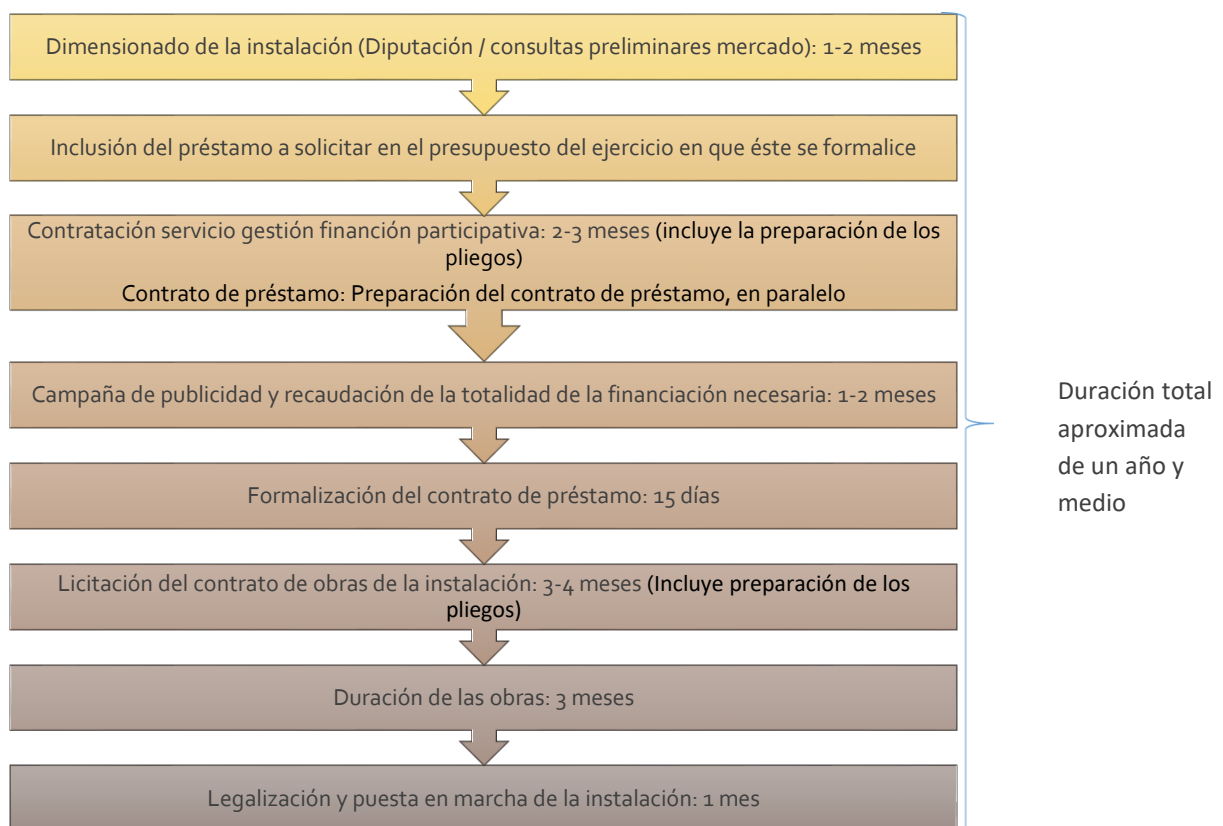 Dimensionado de la instalación (Diputación / consultas preliminares mercado): 1-2 meses
Inclusión del préstamo a solicitar en el presupuesto del ejercicio en que éste se formalice
Contratación servicio gestión financión participativa: 2-3 meses (incluye la preparación de los
pliegos)
Contrato de préstamo: Preparación del contrato de préstamo, en paralelo
Campaña de publicidad y recaudación de la totalidad de la financiación necesaria: 1-2 meses
Formalización del contrato de préstamo: 15 días
Licitación del contrato de obras de la instalación: 3-4 meses (Incluye preparación de los
pliegos)
Duración de las obras: 3 meses
Legalización y puesta en marcha de la instalación: 1 mes
Duración total
aproximada
de un año y
medio